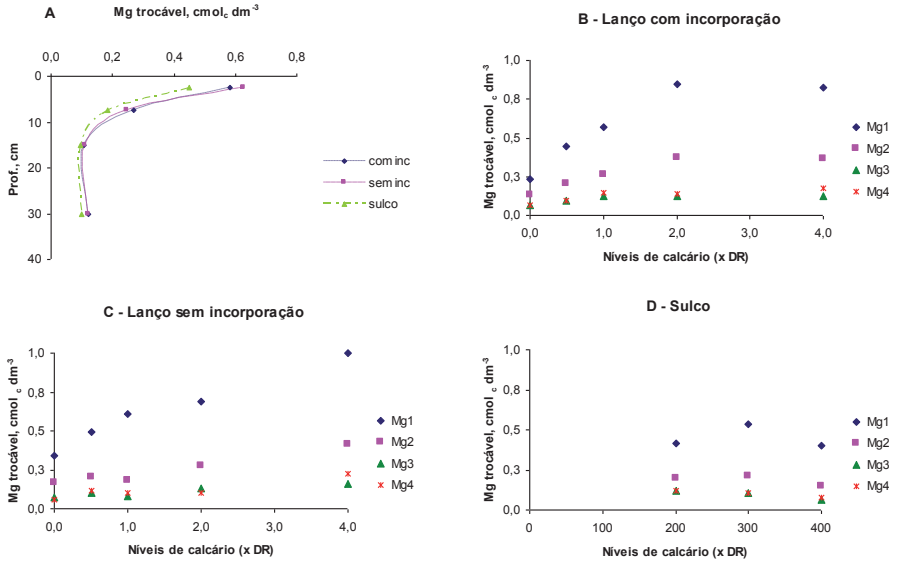 A
Mg trocável, cmolc dm-3
0,0 0,2 0,4 0,6 0,8
0
10
20
30
40
Prof., cm
com inc
sem inc
sulco
B - Lanço com incorporação
Mg trocável, cmol c dm-3
1,0
0,8
0,5
0,3
0,0
0,0 1,0 2,0 3,0 4,0
Níveis de calcário (x DR)
Mg1
Mg2
Mg3
Mg4
C - Lanço sem incorporação
Mg trocável, cmol c dm-3
1,0
0,8
0,5
0,3
0,0
0,0 1,0 2,0 3,0 4,0
Níveis de calcário (x DR)
Mg1
Mg2
Mg3
Mg4
D - Sulco
Mg trocável, cmol c dm-3
1,0
0,8
0,5
0,3
0,0
0 100 200 300 400
Níveis de calcário (x DR)
Mg1
Mg2
Mg3
Mg4